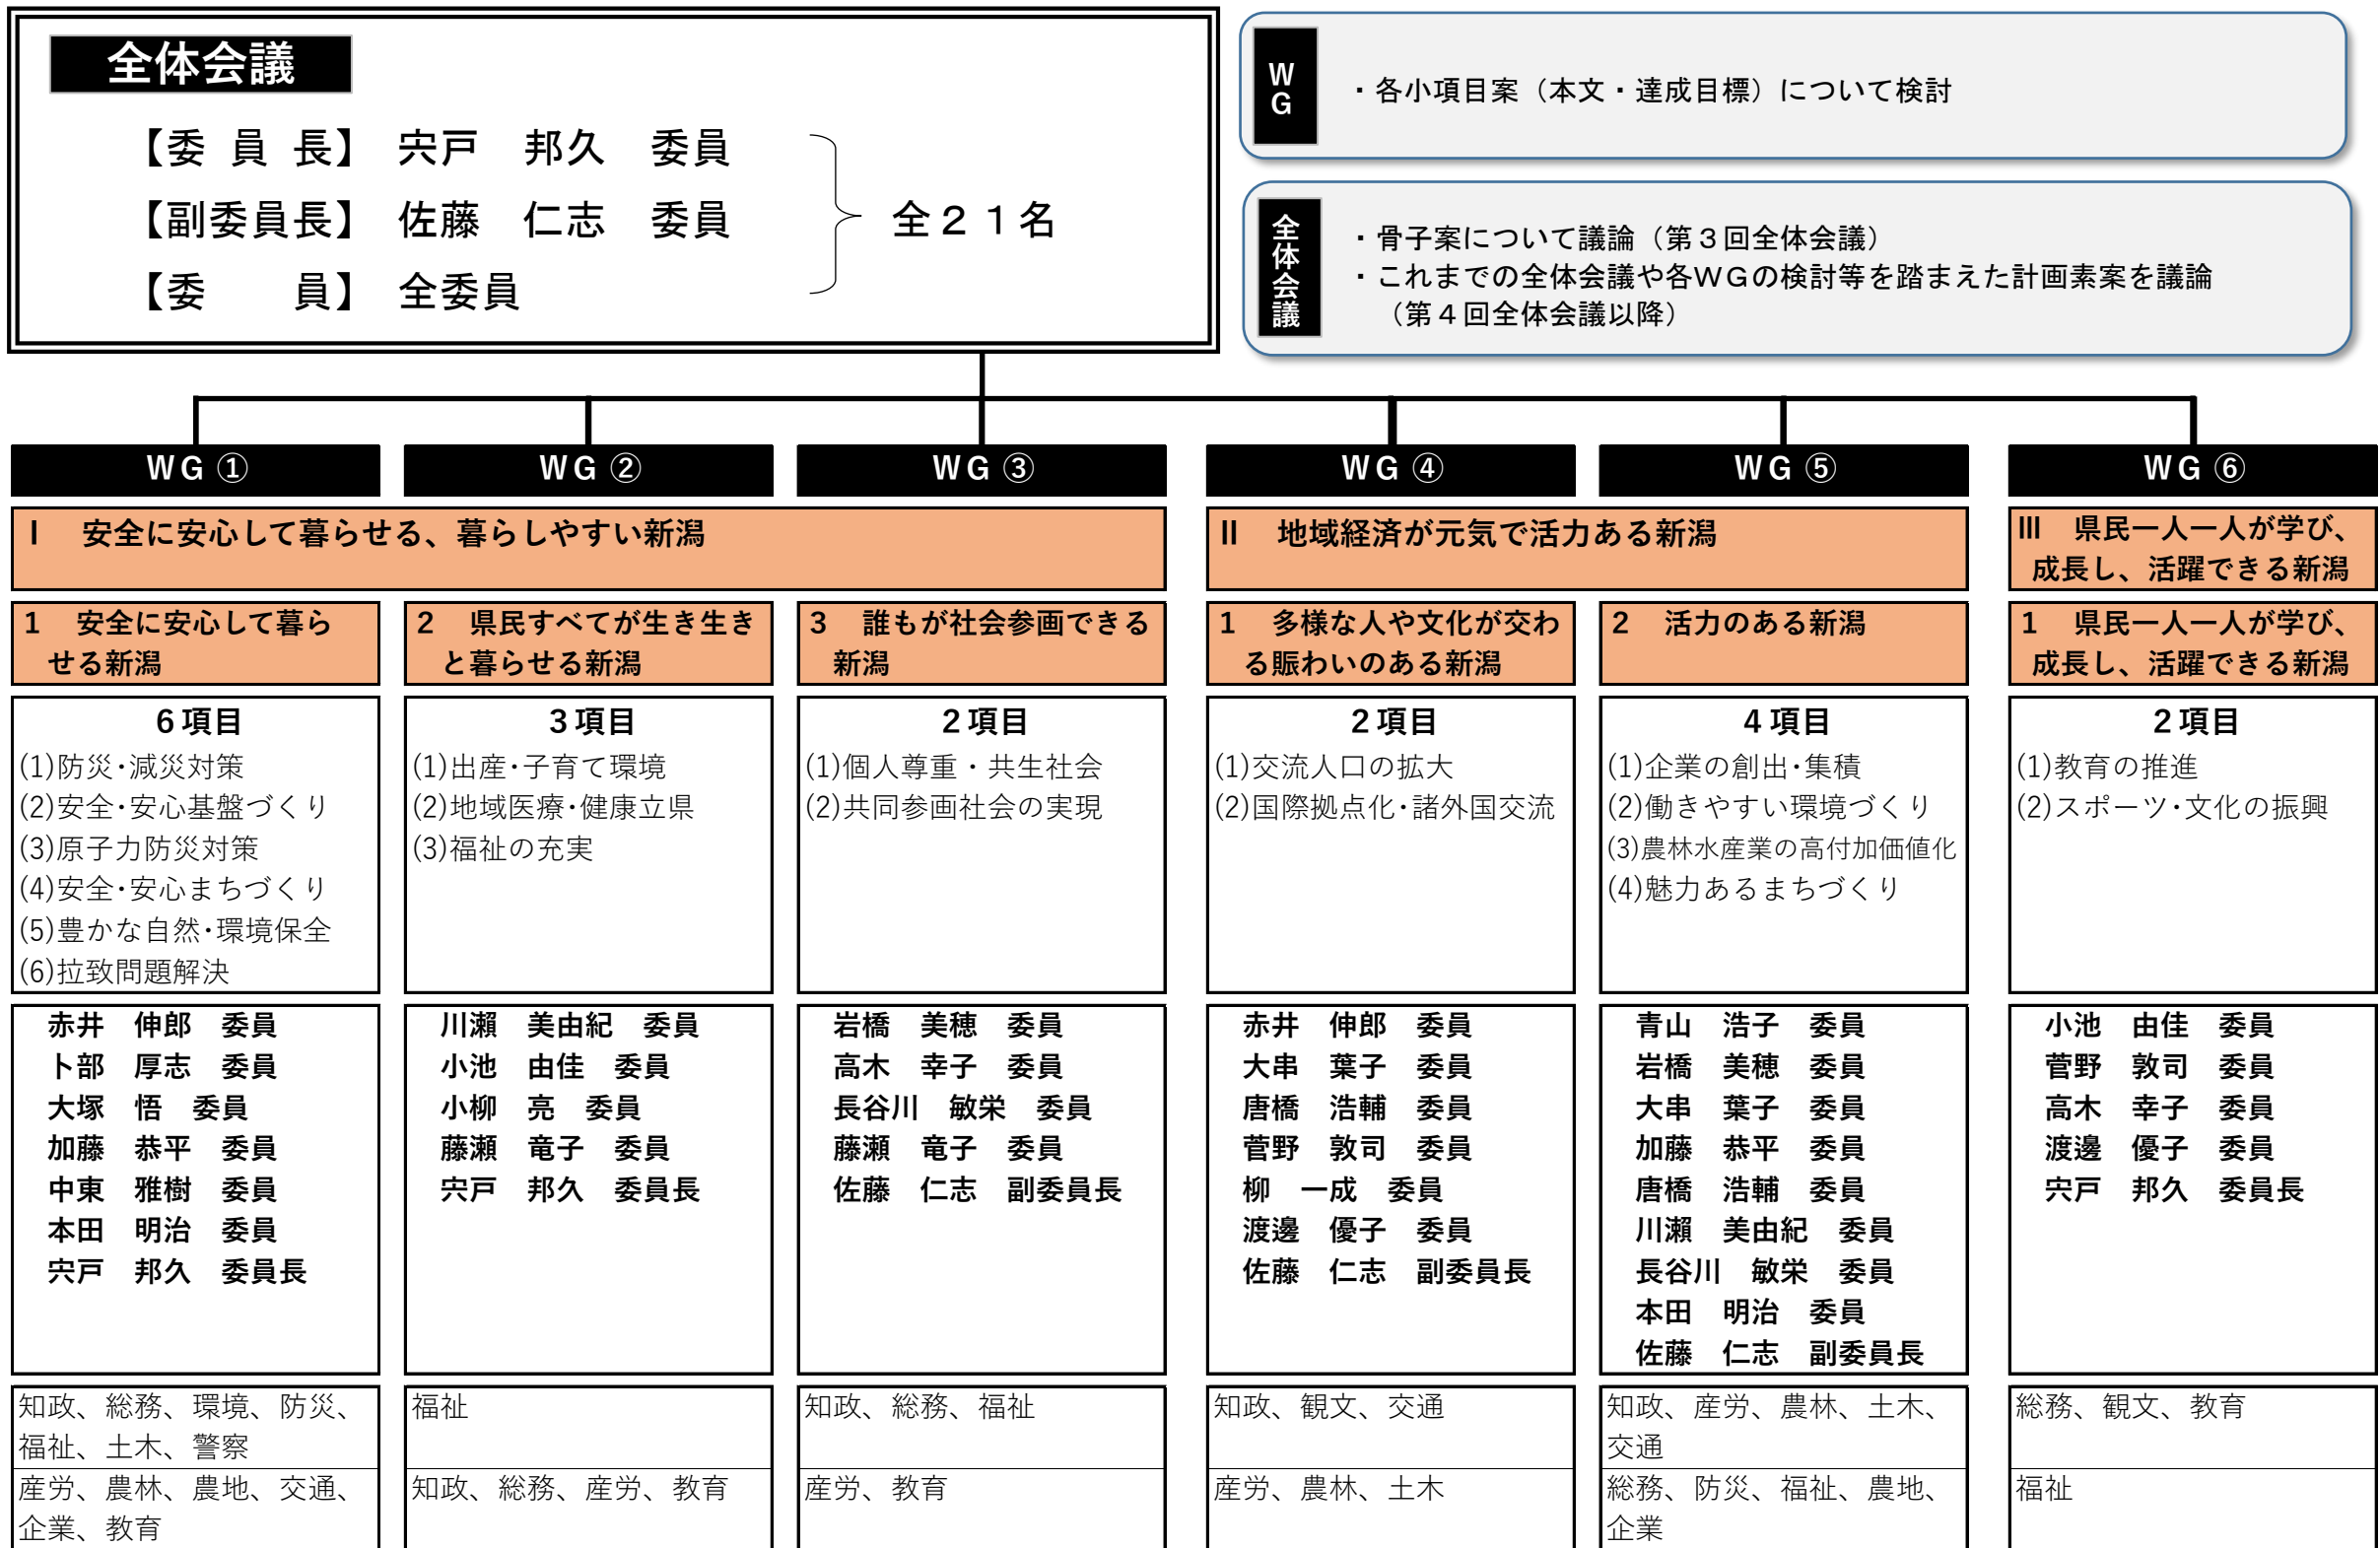 全体会議
【委員長】 宍戸 邦久 委員
【副委員長】 佐藤 仁志 委員
【委 員】 全委員
全21名
WG
・各小項目案（本文・達成目標）について検討
全体会議
・骨子案について議論（第3回全体会議）
・これまでの全体会議や各WGの検討等を踏まえた計画素案を議論
（第4回全体会議以降）
WG①
WG②
WG③
WG④
WG⑤
WG⑥
Ⅰ 安全に安心して暮らせる、暮らしやすい新潟
Ⅱ 地域経済が元気で活力ある新潟
Ⅲ 県民一人一人が学び、
成長し、活躍できる新潟
1 安全に安心して暮ら
せる新潟
2 県民すべてが生き生き
と暮らせる新潟
3 誰もが社会参画できる
新潟
1 多様な人や文化が交わ
る賑わいのある新潟
2 活力のある新潟
1 県民一人一人が学び、
成長し、活躍できる新潟
6項目
(1)防災・減災対策
(2)安全・安心基盤づくり
(3)原子力防災対策
(4)安全・安心まちづくり
(5)豊かな自然・環境保全
(6)拉致問題解決
3項目
(1)出産・子育て環境
(2)地域医療・健康立県
(3)福祉の充実
2項目
(1)個人尊重・共生社会
(2)共同参画社会の実現
2項目
(1)交流人口の拡大
(2)国際拠点化・諸外国交流
4項目
(1)企業の創出・集積
(2)働きやすい環境づくり
(3)農林水産業の高付加価値化
(4)魅力あるまちづくり
2項目
(1)教育の推進
(2)スポーツ・文化の振興
赤井 伸郎 委員
卜部 厚志 委員
大塚 悟 委員
加藤 恭平 委員
中東 雅樹 委員
本田 明治 委員
宍戸 邦久 委員長
川瀬 美由紀 委員
小池 由佳 委員
小柳 亮 委員
藤瀬 竜子 委員
宍戸 邦久 委員長
岩橋 美穂 委員
高木 幸子 委員
長谷川 敏栄 委員
藤瀬 竜子 委員
佐藤 仁志 副委員長
赤井 伸郎 委員
大串 葉子 委員
唐橋 浩輔 委員
菅野 敦司 委員
柳 一成 委員
渡邊 優子 委員
佐藤 仁志 副委員長
青山 浩子 委員
岩橋 美穂 委員
大串 葉子 委員
加藤 恭平 委員
唐橋 浩輔 委員
川瀬 美由紀 委員
長谷川 敏栄 委員
本田 明治 委員
佐藤 仁志 副委員長
小池 由佳 委員
菅野 敦司 委員
高木 幸子 委員
渡邊 優子 委員
宍戸 邦久 委員長
知政、総務、環境、防災、
福祉、土木、警察
福祉
知政、総務、福祉
知政、観文、交通
知政、産労、農林、土木、
交通
総務、観文、教育
産労、農林、農地、交通、
企業、教育
知政、総務、産労、教育
産労、教育
産労、農林、土木
総務、防災、福祉、農地、
企業
福祉